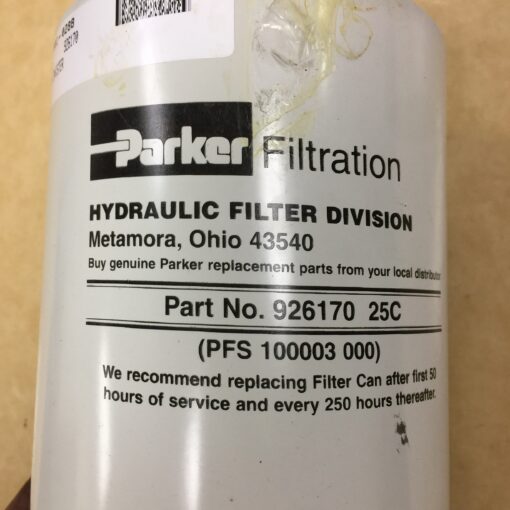 926170
Parker Filtration
HYDRAULIC FILTER DIVISION
Metamora, Ohio 43540
Buy genuine Parker replacement parts from your local distributor
Part No. 926170 25C
(PFS 100003 000)
We recommend replacing Filter Can after first 50
hours of service and every 250 hours thereafter.